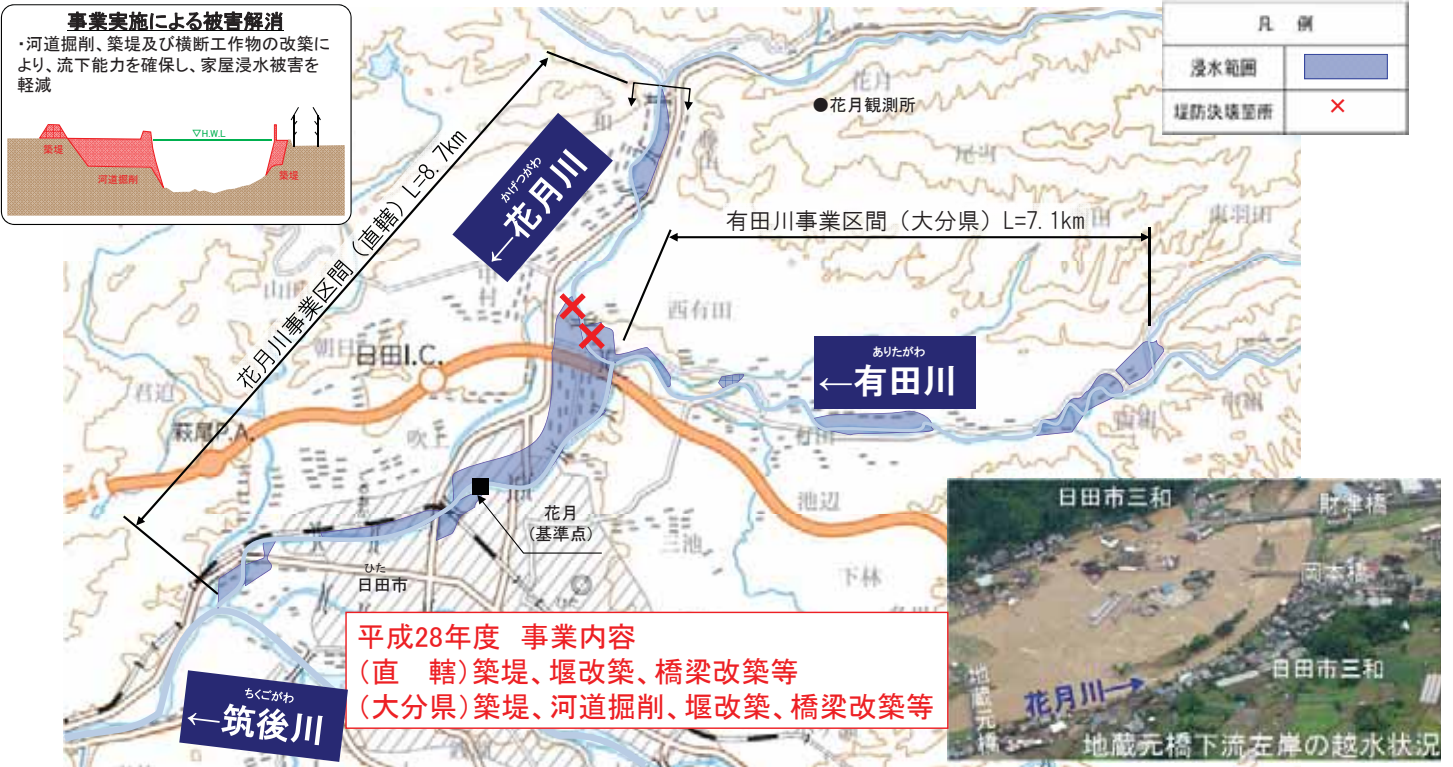 事業実施による被害解消
・河道掘削、築堤及び横断工作物の改築に
より、流下能力を確保し、家屋浸水被害を
軽減
▽H.W.L
築堤
河道掘削
築堤
凡 例
浸水範囲
堤防決壊箇所
×
花月
●花月観測所
かげつがわ
←花月川
花月川事業区間（直轄）L=8.7km
有田川事業区間（大分県）L=7.1km
西有田
日田I.C.
ありたがわ
←有田川
萩尾P.A.
吹上
池辺
三池
下林
花月
(基準点)
ひた
日田市
平成28年度 事業内容
(直　轄)築堤、堰改築、橋梁改築等
(大分県)築堤、河道掘削、堰改築、橋梁改築等
ちくごがわ
←筑後川
日田市三和
財津橋
岡本橋
日田市三和
地蔵元橋
花月川→
地蔵元橋下流左岸の越水状況